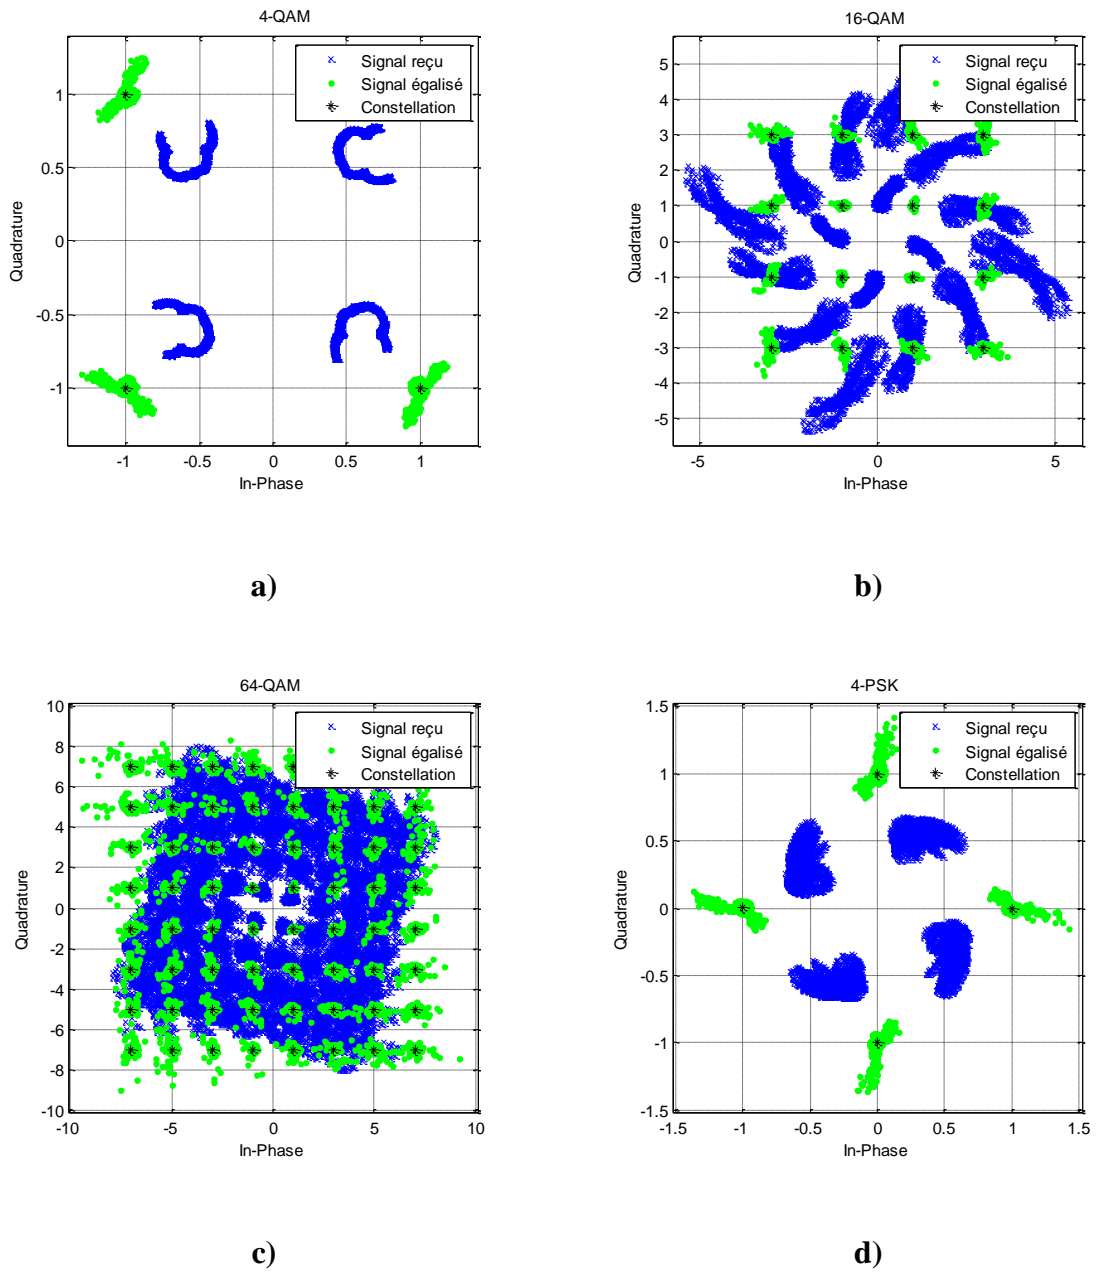 4-QAM
Signal reçu
Signal égalisé
Constellation
1
0.5
0
-0.5
-1
Quadrature
-1
-0.5
0
0.5
1
In-Phase
a)
16-QAM
Signal reçu
Signal égalisé
Constellation
5
4
3
2
1
0
-1
-2
-3
-4
-5
Quadrature
-5
0
5
In-Phase
b)
64-QAM
Signal reçu
Signal égalisé
Constellation
10
8
6
4
2
0
-2
-4
-6
-8
-10
Quadrature
-10
-5
0
5
10
In-Phase
c)
4-PSK
Signal reçu
Signal égalisé
Constellation
1.5
1
0.5
0
-0.5
-1
-1.5
Quadrature
-1.5
-1
-0.5
0
0.5
1
1.5
In-Phase
d)